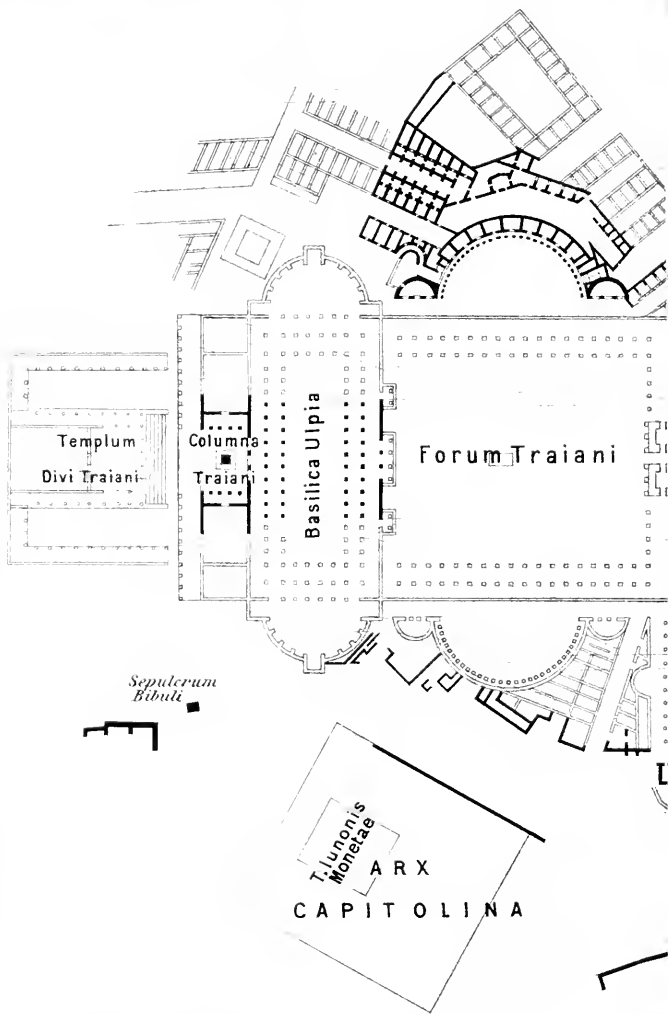 Templum
Divi Traiani
Columna
Traiani
Basilica Ulpia
Forum Traiani
Sepulcrum
Bibuli
T. Iunonis
Monetae
ARX
CAPITOLINA